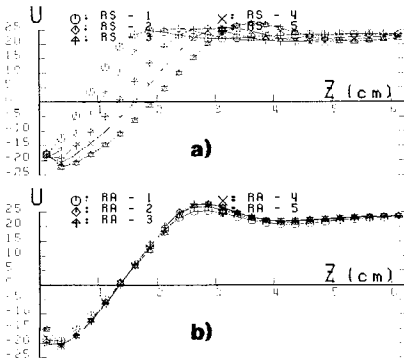 U
⊙: RS - 1 ×: RS - 4
◇: RS - 2 : RS - 5
: RS - 3
25
20
15
10
5
0
-5
-10
-15
-20
-25
Z (cm)
1 2 3 4 5 6
a)
U
⊙: RA - 1 ×: RA - 4
◇: RA - 2 : RA - 5
: RA - 3
25
20
15
10
5
0
-5
-10
-15
-20
-25
Z (cm)
1 2 3 4 5 6
b)